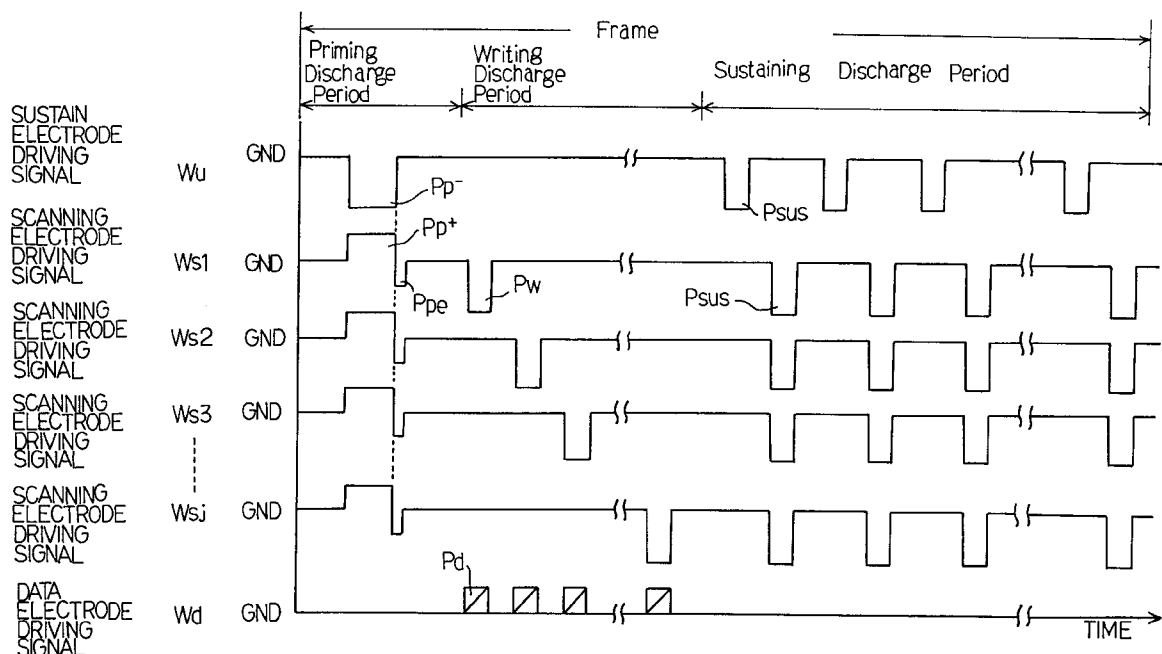 Frame
Priming
Discharge
Period
Writing
Discharge
Period
Sustaining Discharge Period
SUSTAIN
ELECTRODE
DRIVING
SIGNAL
Wu
GND
Pp-
Psus
SCANNING
ELECTRODE
DRIVING
SIGNAL
Ws1
GND
Pp+
Ppe
Pw
Psus
SCANNING
ELECTRODE
DRIVING
SIGNAL
Ws2
GND
SCANNING
ELECTRODE
DRIVING
SIGNAL
Ws3
GND
SCANNING
ELECTRODE
DRIVING
SIGNAL
Wsj
GND
DATA
ELECTRODE
DRIVING
SIGNAL
Wd
GND
Pd
TIME